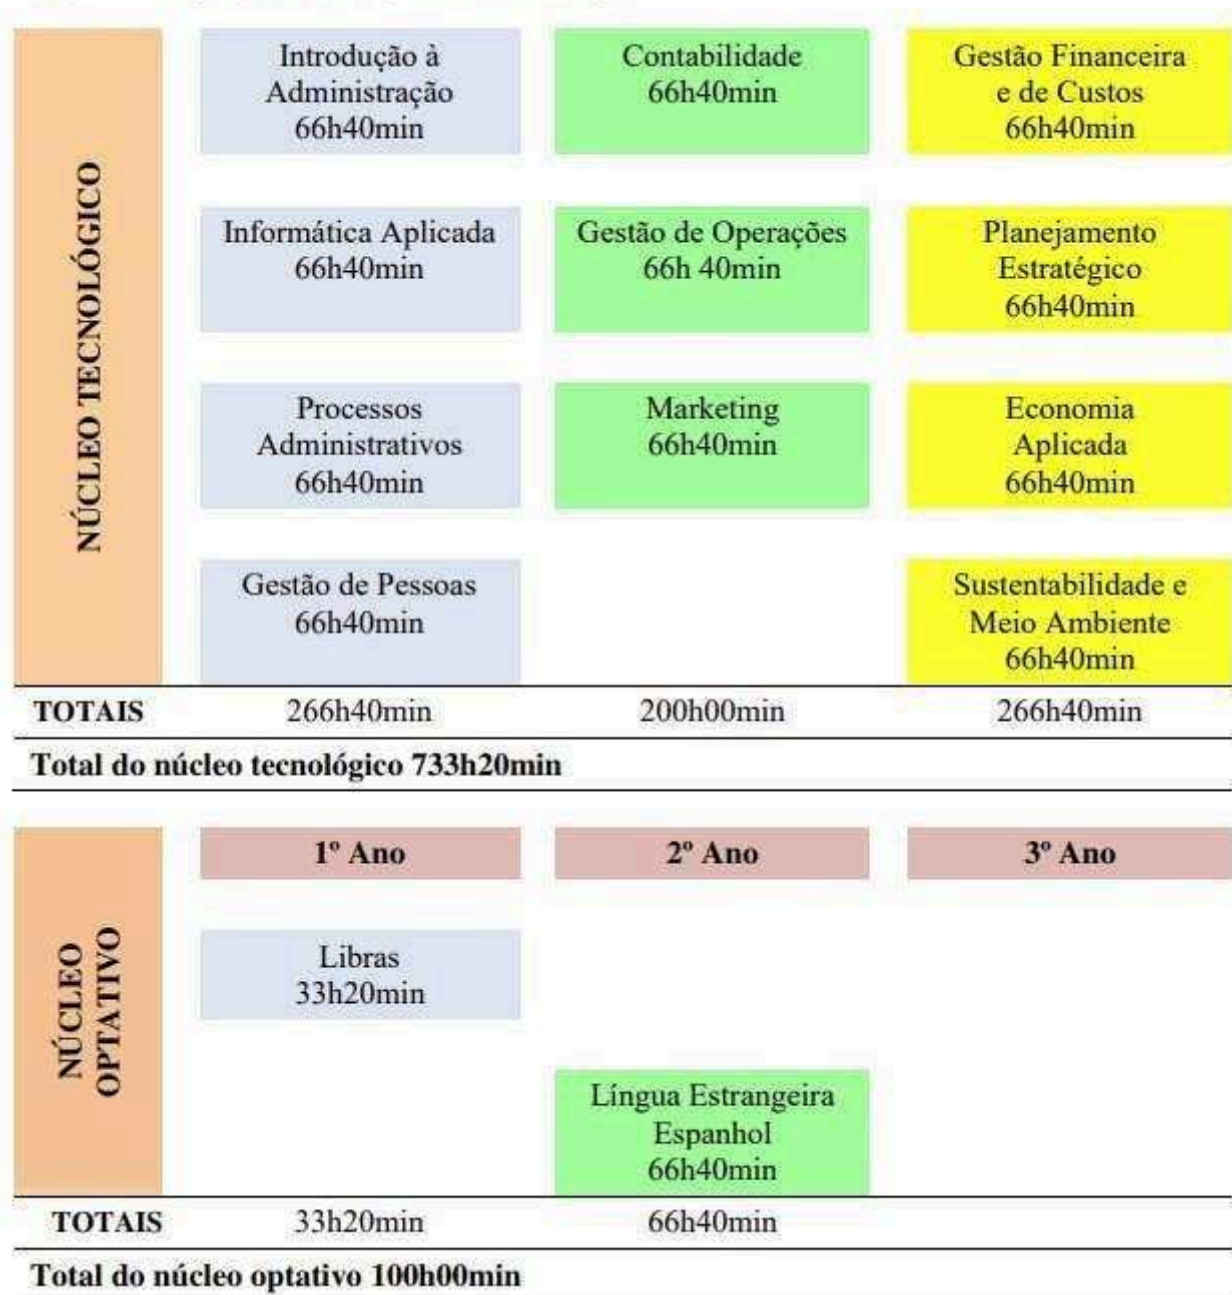 NÚCLEO TECNOLÓGICO
Introdução à
Administração
66h40min
Contabilidade
66h40min
Gestão Financeira
e de Custos
66h40min
Informática Aplicada
66h40min
Gestão de Operações
66h 40min
Planejamento
Estratégico
66h40min
Processos
Administrativos
66h40min
Marketing
66h40min
Economia
Aplicada
66h40min
Gestão de Pessoas
66h40min
Sustentabilidade e
Meio Ambiente
66h40min
TOTAIS 266h40min 200h00min 266h40min
Total do núcleo tecnológico 733h20min
NÚCLEO
OPTATIVO
1º Ano 2º Ano 3º Ano
Libras
33h20min
Língua Estrangeira
Espanhol
66h40min
TOTAIS 33h20min 66h40min
Total do núcleo optativo 100h00min